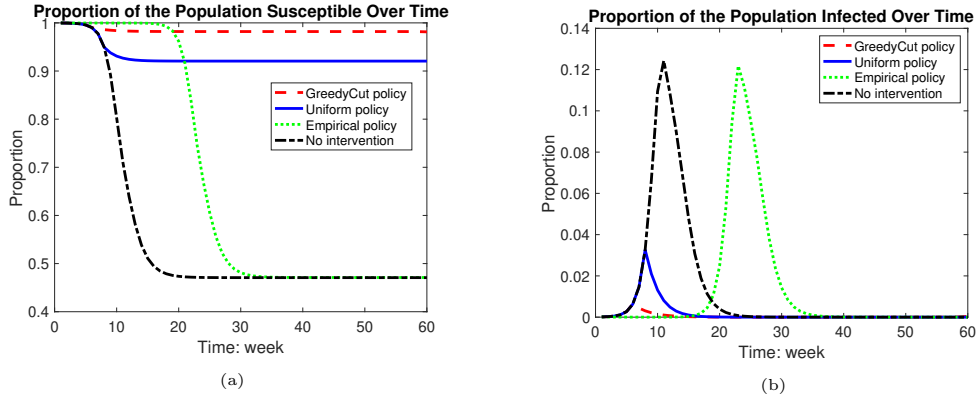 Proportion of the Population Susceptible Over Time
1
0.9
0.8
0.7
0.6
0.5
0.4
Proportion
GreedyCut policy
Uniform policy
Empirical policy
No intervention
0 10 20 30 40 50 60
Time: week
(a)
Proportion of the Population Infected Over Time
0.14
0.12
0.1
0.08
0.06
0.04
0.02
0
Proportion
GreedyCut policy
Uniform policy
Empirical policy
No intervention
0 10 20 30 40 50 60
Time: week
(b)